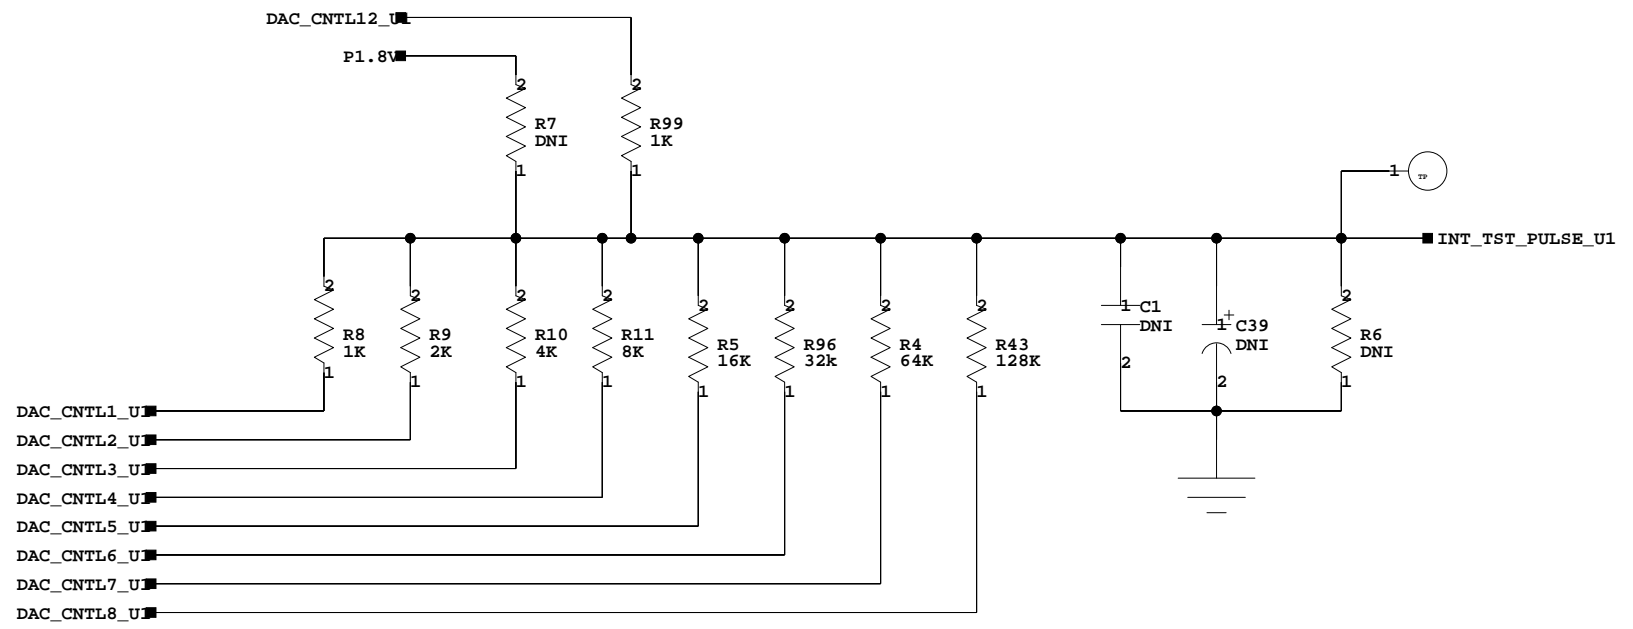 DAC_CNTL12_U1
P1.8V
2
2
R7
DNI
R99
1K
1
1
1
TP
INT_TST_PULSE_U1
2
2
2
2
2
2
2
2
1
C1
DNI
1
+
C39
DNI
2
R8
1K
R9
2K
R10
4K
R11
8K
R5
16K
R96
32k
R4
64K
R43
128K
R6
DNI
1
1
1
1
1
1
1
1
2
2
1
DAC_CNTL1_U1
DAC_CNTL2_U1
DAC_CNTL3_U1
DAC_CNTL4_U1
DAC_CNTL5_U1
DAC_CNTL6_U1
DAC_CNTL7_U1
DAC_CNTL8_U1